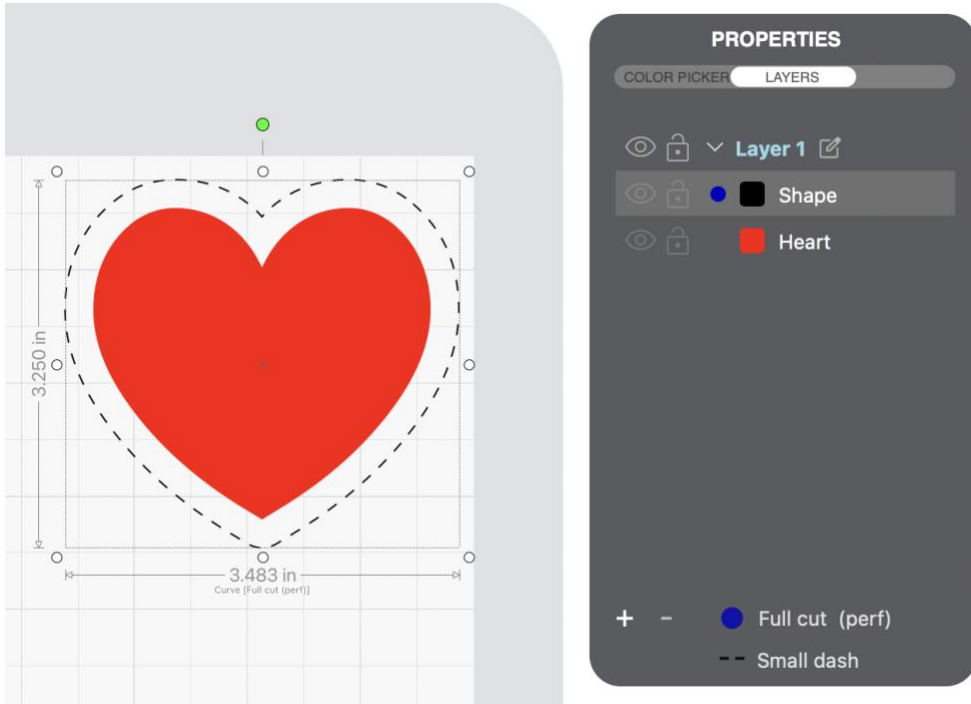 3.250 in
3.483 in
Curve [Full cut (perf)]
PROPERTIES
COLOR PICKER LAYERS
Layer 1
Shape
Heart
+ - Full cut (perf)
Small dash